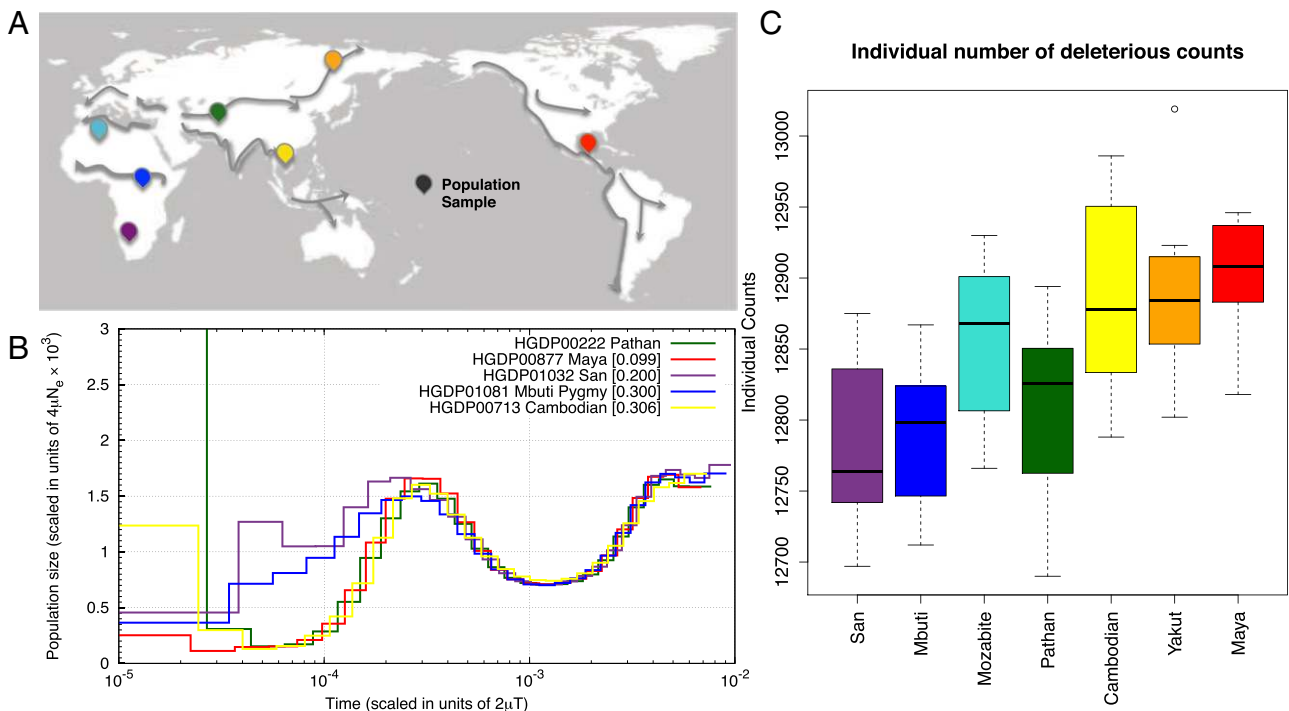 A
Population
Sample
B
Population size (scaled in units of 4μNe × 10³)
3
2.5
2
1.5
1
0.5
0
HGDP00222 Pathan
HGDP00877 Maya [0.099]
HGDP01032 San [0.200]
HGDP01081 Mbuti Pygmy [0.300]
HGDP00713 Cambodian [0.306]
10⁻⁵
10⁻⁴
10⁻³
10⁻²
Time (scaled in units of 2μT)
C
Individual number of deleterious counts
Individual Counts
13000
12950
12900
12850
12800
12750
12700
San
Mbuti
Mozabite
Pathan
Cambodian
Yakut
Maya